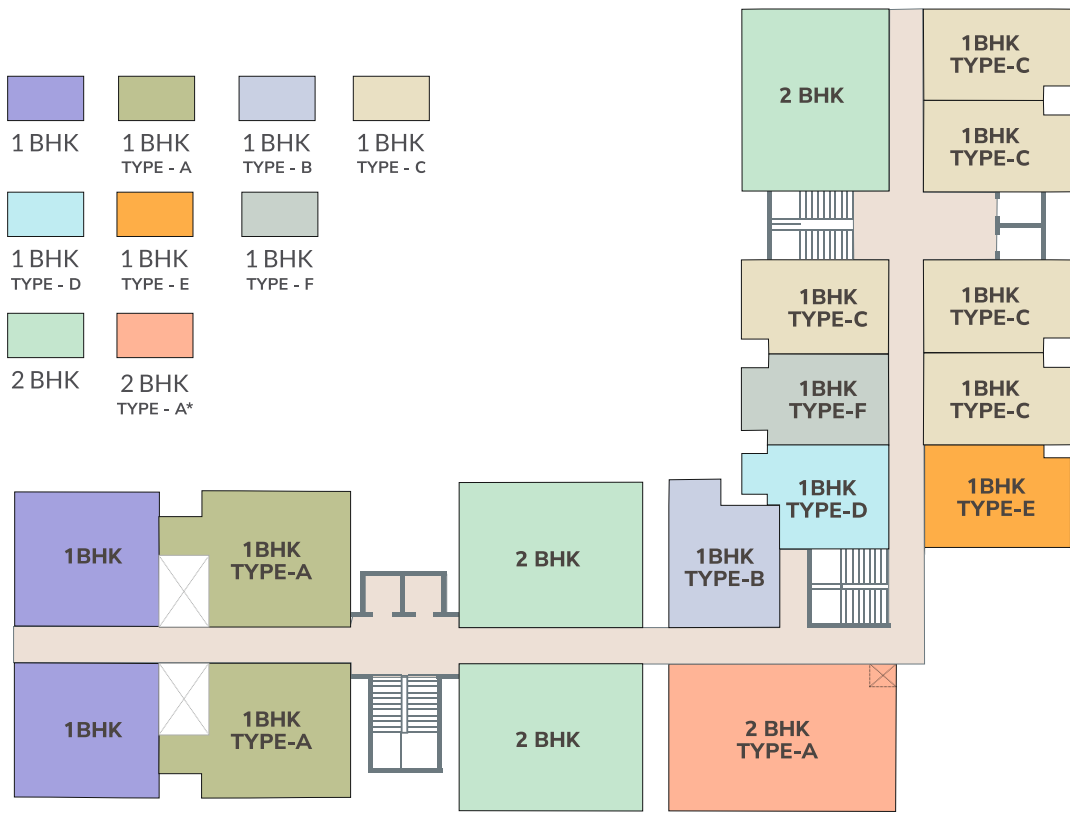 1 BHK
1 BHK
TYPE - A
1 BHK
TYPE - B
1 BHK
TYPE - C
1 BHK
TYPE - D
1 BHK
TYPE - E
1 BHK
TYPE - F
2 BHK
2 BHK
TYPE - A*
2 BHK
1BHK
TYPE-C
1BHK
TYPE-C
1BHK
TYPE-C
1BHK
TYPE-C
1BHK
TYPE-F
1BHK
TYPE-C
1BHK
TYPE-D
1BHK
TYPE-E
1BHK
1BHK
TYPE-A
2 BHK
1BHK
TYPE-B
1BHK
1BHK
TYPE-A
2 BHK
2 BHK
TYPE-A